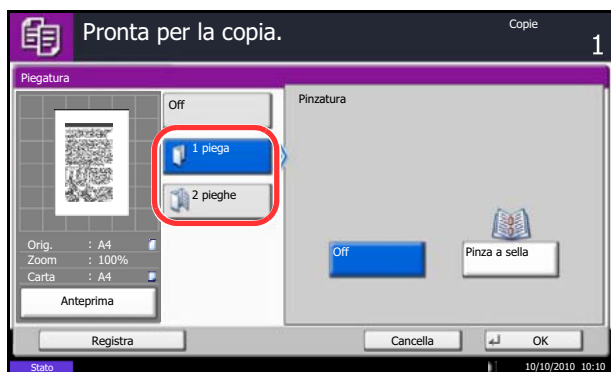 Pronta per la copia.
Copie
1
Piegatura
Off
1 piega
2 pieghe
Pinzatura
Off
Pinza a sella
Orig. : A4
Zoom : 100%
Carta : A4
Anteprima
Registra
Cancella
OK
Stato
10/10/2010 10:10